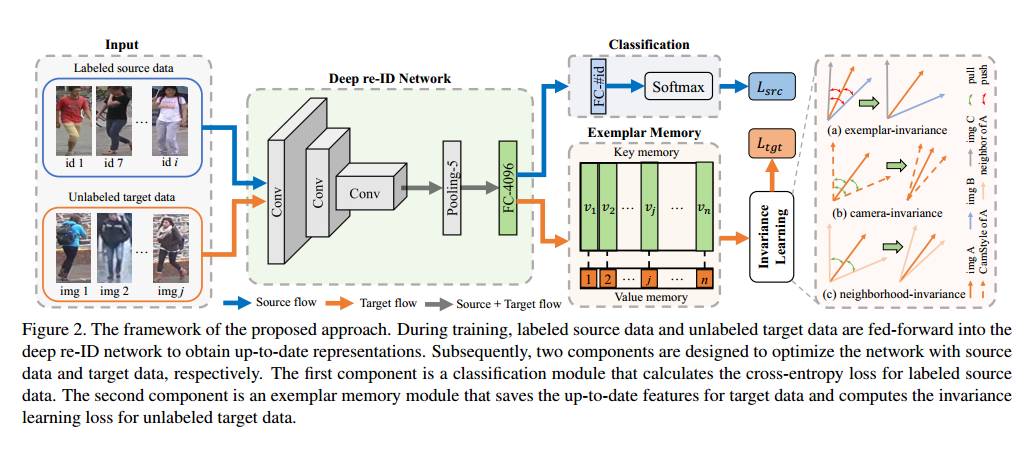 Input
Labeled source data
id 1 id 7 ... id i
Unlabeled target data
img 1 img 2 ... img j
Deep re-ID Network
Conv
Conv
Conv
Pooling-5
FC-4096
Source flow Target flow Source + Target flow
Classification
FC-#id
Softmax
L_src
Exemplar Memory
Key memory
v_1 v_2 ... v_j ... v_n
1 2 ... j ... n
Value memory
L_tgt
Invariance
Learning
(a) exemplar-invariance
(b) camera-invariance
(c) neighborhood-invariance
img A img B img C pull
CamStyle of A neighbor of A push
Figure 2. The framework of the proposed approach. During training, labeled source data and unlabeled target data are fed-forward into the
deep re-ID network to obtain up-to-date representations. Subsequently, two components are designed to optimize the network with source
data and target data, respectively. The first component is a classification module that calculates the cross-entropy loss for labeled source
data. The second component is an exemplar memory module that saves the up-to-date features for target data and computes the invariance
learning loss for unlabeled target data.